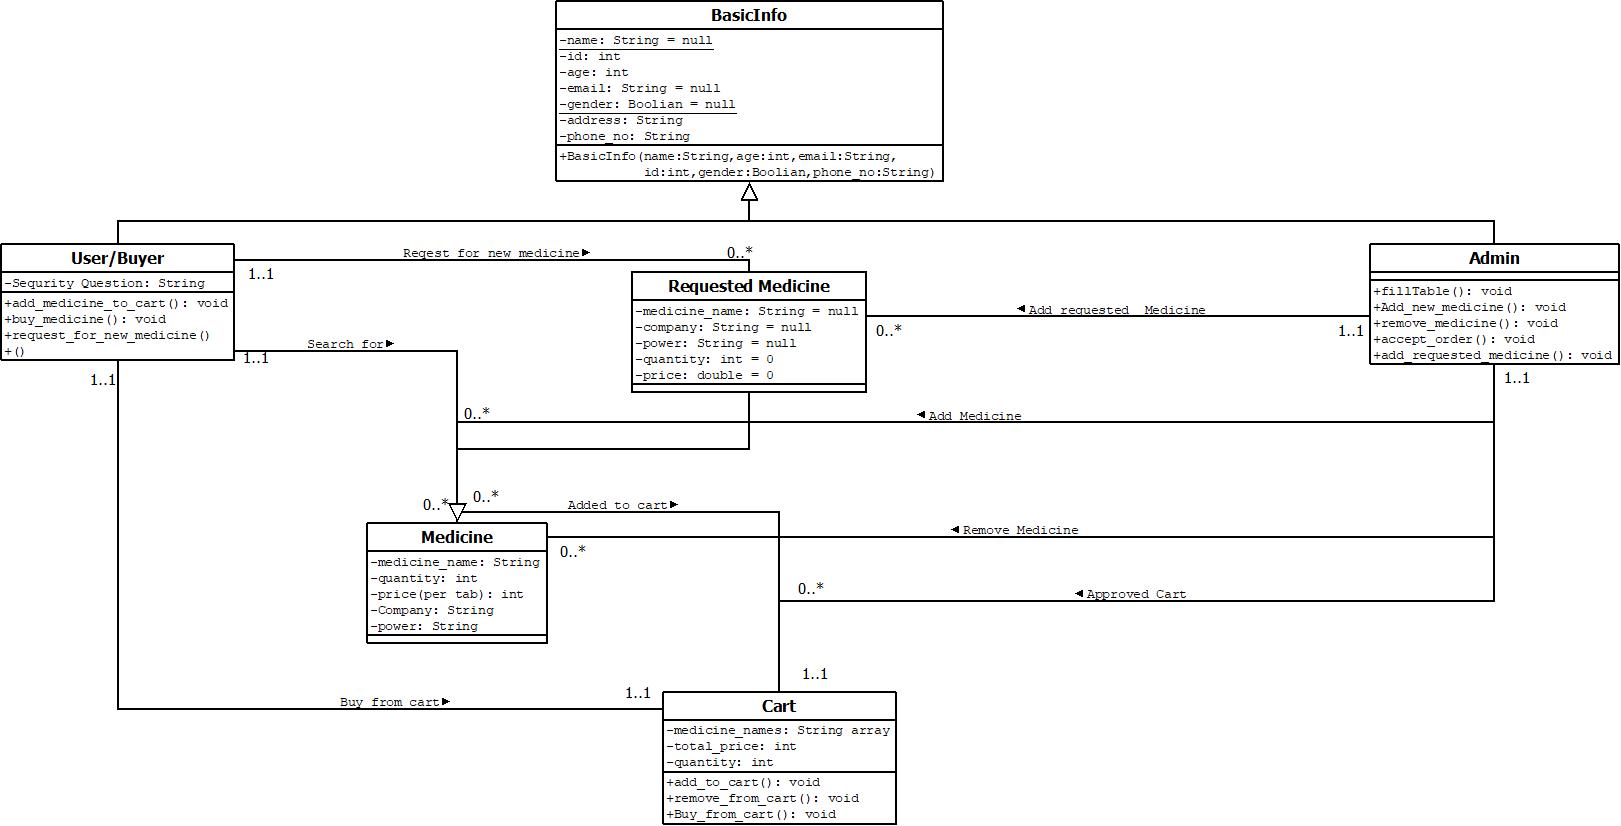 BasicInfo
-name: String = null
-id: int
-age: int
-email: String = null
-gender: Boolian = null
-address: String
-phone_no: String
+BasicInfo(name:String,age:int,email:String,
id:int,gender:Boolian,phone_no:String)
User/Buyer
-Sequrity Question: String
+add_medicine_to_cart(): void
+buy_medicine(): void
+request_for_new_medicine()
+()
Reqest for new medicine►
1..1
0..*
Requested Medicine
-medicine_name: String = null
-company: String = null
-power: String = null
-quantity: int = 0
-price: double = 0
Admin
+fillTable(): void
+Add_new_medicine(): void
+remove_medicine(): void
+accept_order(): void
+add_requested_medicine(): void
◄Add requested  Medicine
0..*
1..1
Search for►
1..1
1..1
1..1
0..*
◄Add Medicine
0..*
0..*
Added to cart►
◄Remove Medicine
0..*
Medicine
-medicine_name: String
-quantity: int
-price(per tab): int
-Company: String
-power: String
0..*
◄Approved Cart
1..1
1..1
Buy from cart►
Cart
-medicine_names: String array
-total_price: int
-quantity: int
+add_to_cart(): void
+remove_from_cart(): void
+Buy_from_cart(): void